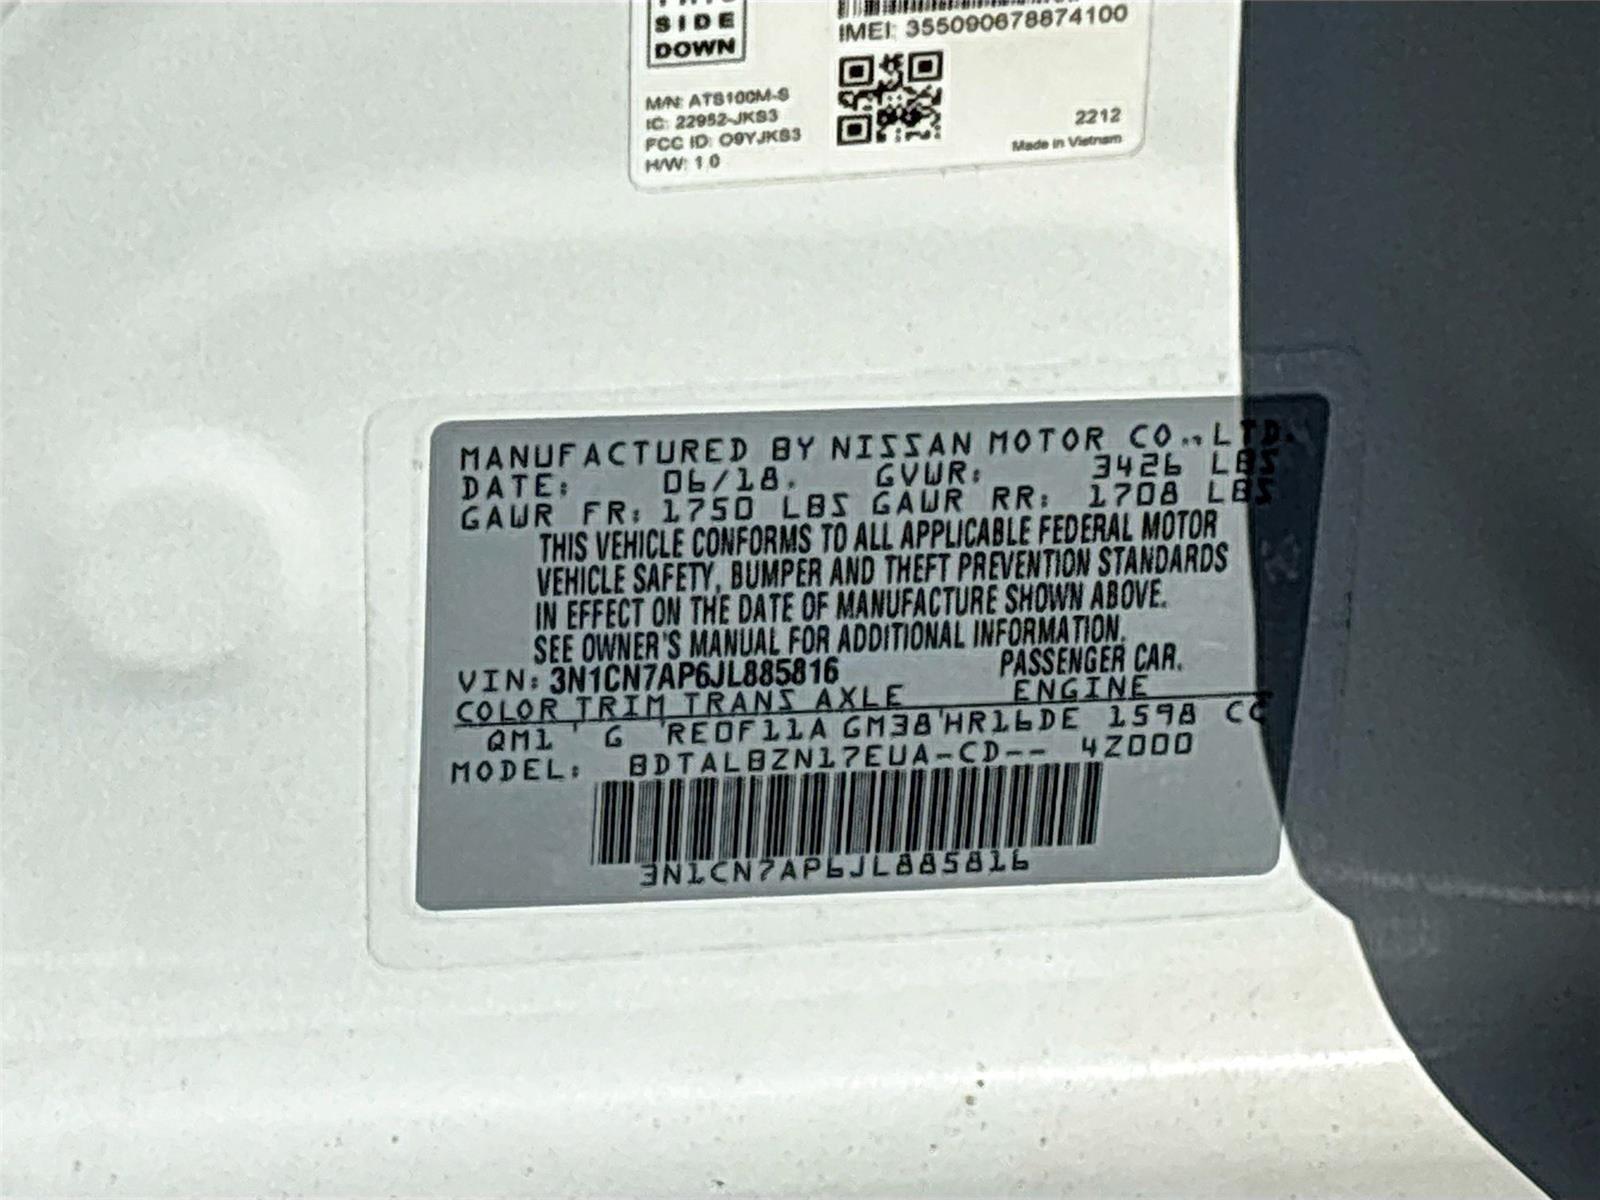 SIDE
DOWN
IMEI: 355090678874100
M/N: ATS100M-S
IC: 22952-JKS3
FCC ID: O9YJKS3
H/W: 1.0
2212
Made in Vietnam
MANUFACTURED BY NISSAN MOTOR CO., LTD.
DATE: 06/18. GVWR: 3426 LBS
GAWR FR: 1750 LBS GAWR RR: 1708 LBS
THIS VEHICLE CONFORMS TO ALL APPLICABLE FEDERAL MOTOR
VEHICLE SAFETY, BUMPER AND THEFT PREVENTION STANDARDS
IN EFFECT ON THE DATE OF MANUFACTURE SHOWN ABOVE.
SEE OWNER'S MANUAL FOR ADDITIONAL INFORMATION.
VIN: 3N1CN7AP6JL885816 PASSENGER CAR.
COLOR TRIM TRANS AXLE ENGINE
QM1 ' G ' RE0F11A GM38'HR16DE 1598 CC
MODEL: BDTALBZN17EUA-CD-- 4Z000
3N1CN7AP6JL885816